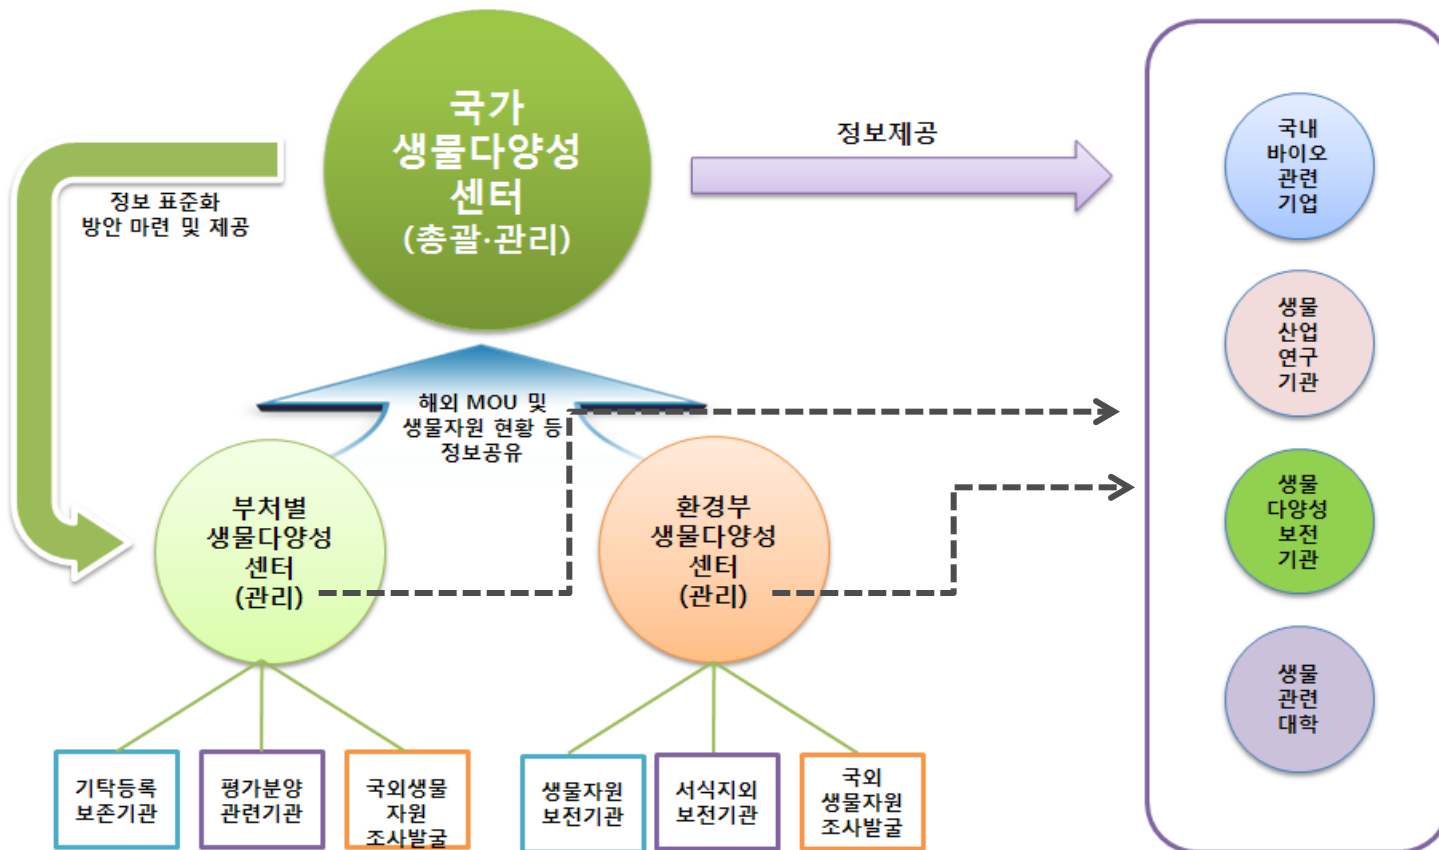 국가
생물다양성
센터
(총괄·관리)
정보제공
정보 표준화
방안 마련 및 제공
해외 MOU 및
생물자원 현황 등
정보공유
부처별
생물다양성
센터
(관리)
환경부
생물다양성
센터
(관리)
기탁등록
보존기관
평가분양
관련기관
국외생물
자원
조사발굴
생물자원
보전기관
서식지외
보전기관
국외
생물자원
조사발굴
국내
바이오
관련
기업
생물
산업
연구
기관
생물
다양성
보전
기관
생물
관련
대학